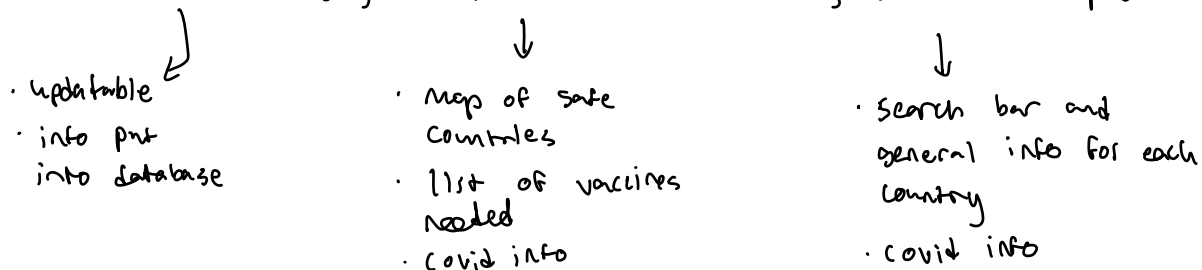 · updatable
· info put
into database
· Map of safe
countries
· list of vaccines
needed
· covid info
· search bar and
general info for each
country
· covid info